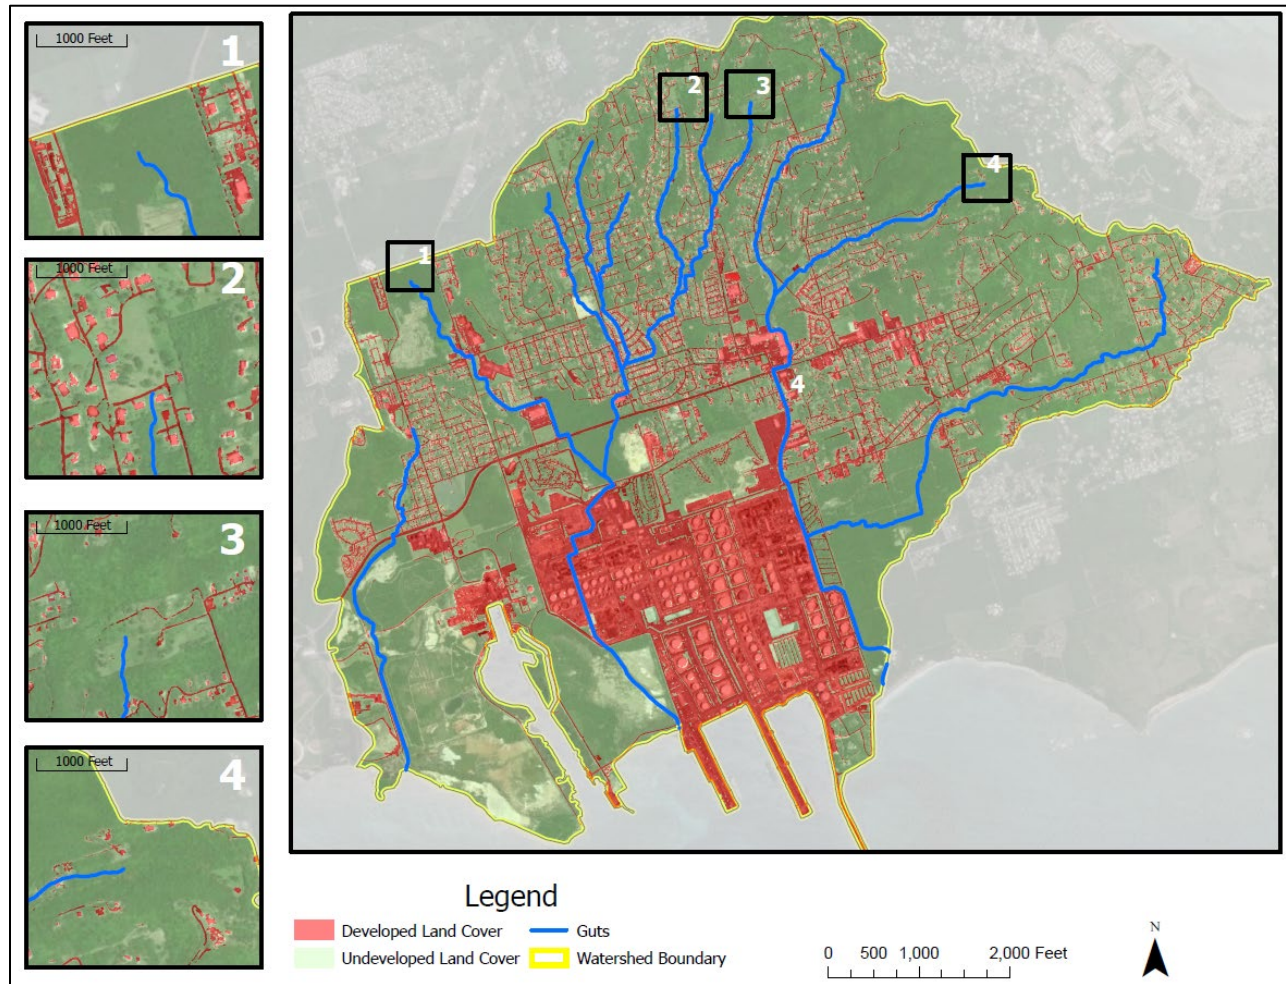 1000 Feet
1
1000 Feet
2
1000 Feet
3
1000 Feet
4
1
2
3
4
4
Legend
Developed Land Cover
Guts
Undeveloped Land Cover
Watershed Boundary
0 500 1,000 2,000 Feet
N